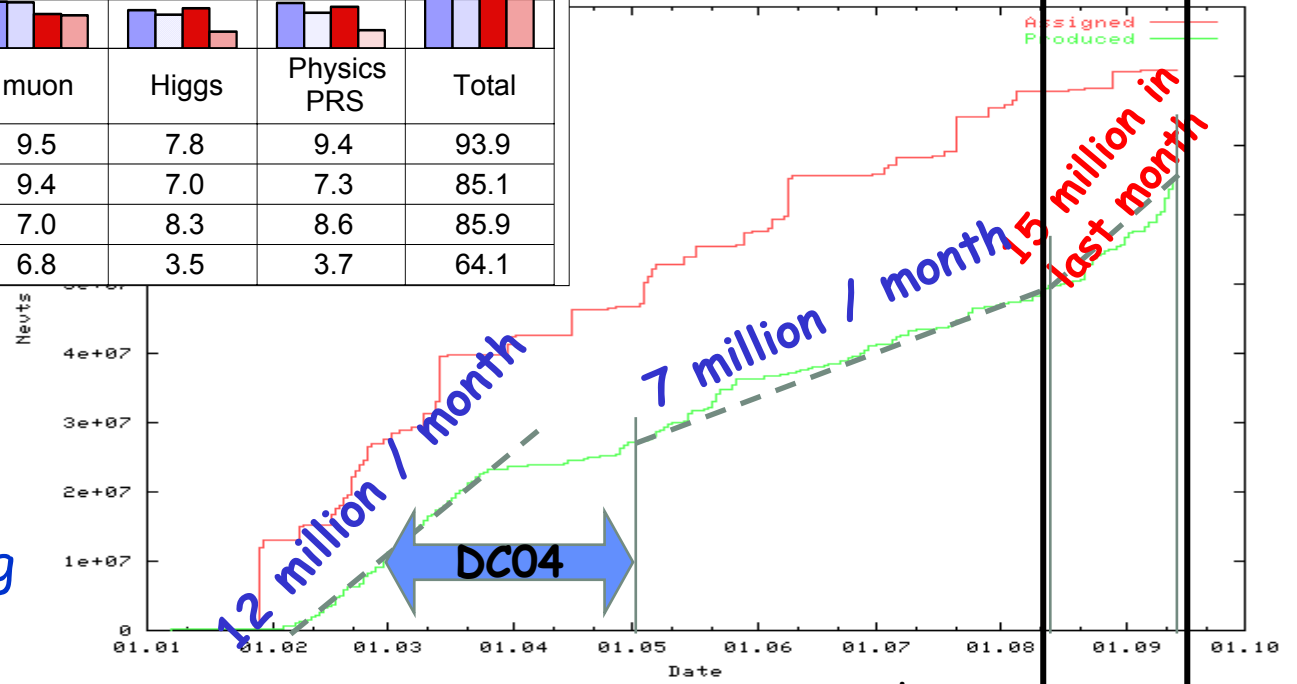 muon Higgs Physics PRS Total
9.5 7.8 9.4 93.9
9.4 7.0 7.3 85.1
7.0 8.3 8.6 85.9
6.8 3.5 3.7 64.1
Assigned
Produced
15 million in
last month
7 million / month
12 million / month
DC04
g
Nevts
4e+07
3e+07
2e+07
1e+07
0
01.01 01.02 01.03 01.04 01.05 01.06 01.07 01.08 01.09 01.10
Date